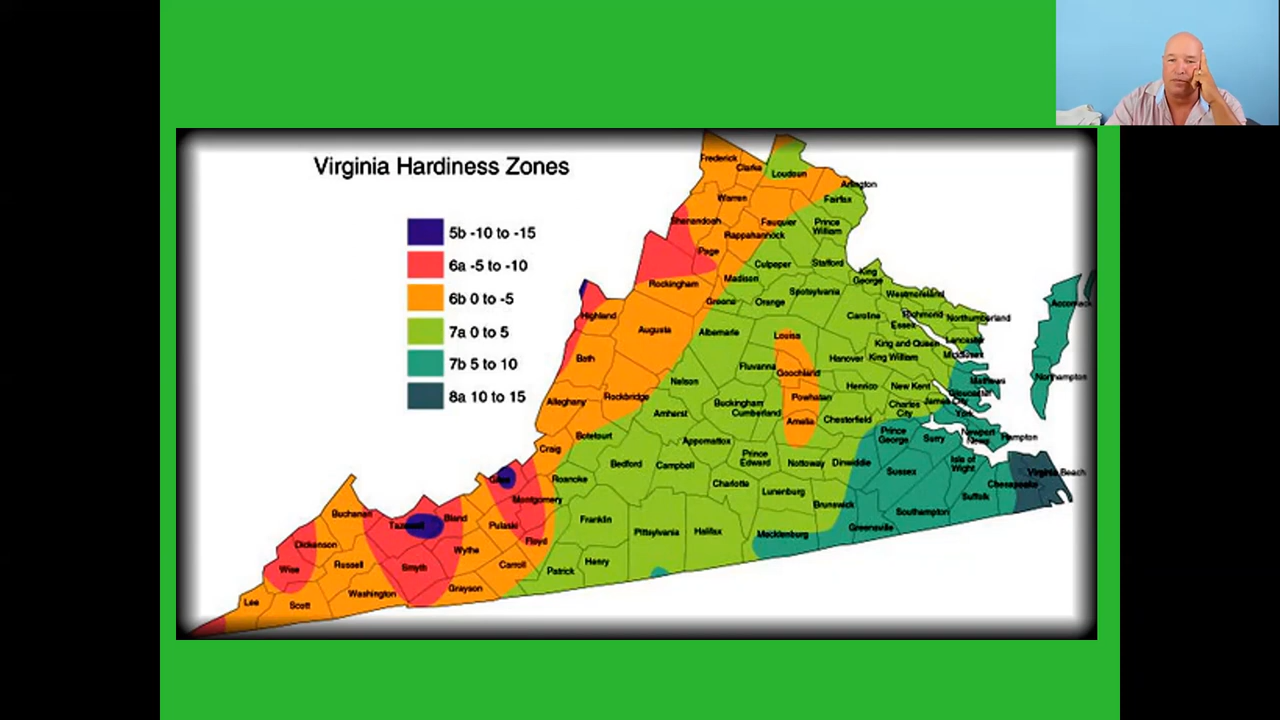 Virginia Hardiness Zones
5b -10 to -15
6a -5 to -10
6b 0 to -5
7a 0 to 5
7b 5 to 10
8a 10 to 15
Frederick
Clarke
Loudoun
Arlington
Warren
Fairfax
Shenandoah
Fauquier
Prince
William
Rappahannock
Page
Culpeper
Stafford
King
George
Rockingham
Madison
Westmoreland
Greene
Orange
Spotsylvania
Accomack
Highland
Augusta
Albemarle
Louisa
Caroline
Richmond
Essex
Northumberland
Lancaster
King and Queen
Middlesex
Bath
Fluvanna
Goochland
Hanover
King William
Nelson
Henrico
New Kent
Mathews
Gloucester
Northampton
Alleghany
Rockbridge
Amherst
Buckingham
Cumberland
Powhatan
Amelia
Chesterfield
Charles
City
James City
York
Botetourt
Appomattox
Prince
George
Surry
Newport
News
Hampton
Craig
Bedford
Campbell
Prince
Edward
Nottoway
Dinwiddie
Sussex
Isle of
Wight
Virginia Beach
Giles
Roanoke
Charlotte
Lunenburg
Chesapeake
Suffolk
Montgomery
Brunswick
Southampton
Buchanan
Tazewell
Bland
Pulaski
Franklin
Pittsylvania
Halifax
Mecklenburg
Greensville
Dickenson
Wise
Russell
Smyth
Wythe
Floyd
Carroll
Patrick
Henry
Lee
Scott
Washington
Grayson